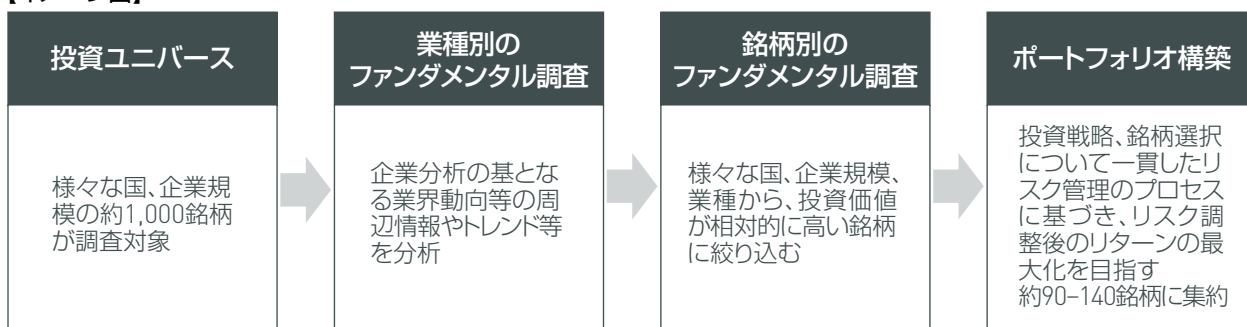 投資ユニバース
様々な国、企業規
模の約1,000銘柄
が調査対象
業種別の
ファンダメンタル調査
企業分析の基とな
る業界動向等の周
辺情報やトレンド等
を分析
銘柄別の
ファンダメンタル調査
様々な国、企業規模、
業種から、投資価値
が相対的に高い銘柄
に絞り込む
ポートフォリオ構築
投資戦略、銘柄選択
について一貫したリ
スク管理のプロセス
に基づき、リスク調
整後のリターンの最
大化を目指す
約90–140銘柄に集約